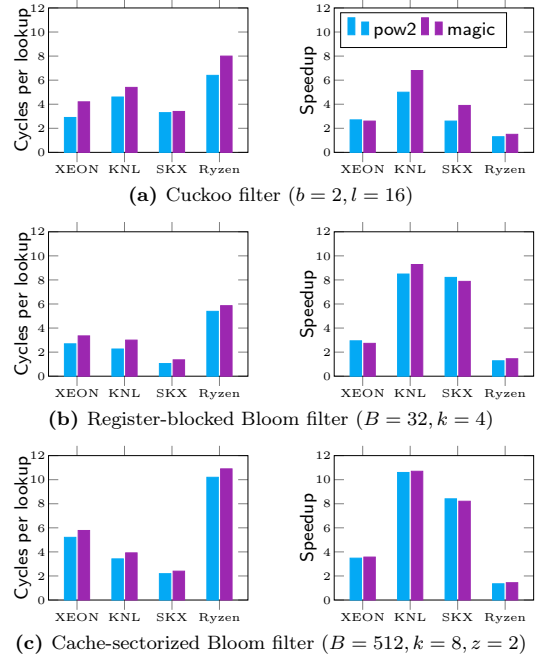 12
10
8
6
4
2
0
Cycles per lookup
XEON KNL SKX Ryzen
12
10
8
6
4
2
0
Speedup
pow2 magic
XEON KNL SKX Ryzen
(a) Cuckoo filter (b = 2, l = 16)
12
10
8
6
4
2
0
Cycles per lookup
XEON KNL SKX Ryzen
12
10
8
6
4
2
0
Speedup
XEON KNL SKX Ryzen
(b) Register-blocked Bloom filter (B = 32, k = 4)
12
10
8
6
4
2
0
Cycles per lookup
XEON KNL SKX Ryzen
12
10
8
6
4
2
0
Speedup
XEON KNL SKX Ryzen
(c) Cache-sectorized Bloom filter (B = 512, k = 8, z = 2)